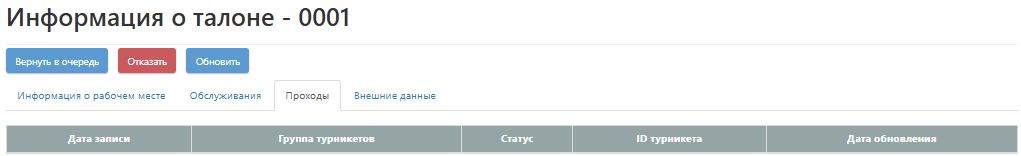 Информация о талоне - 0001
Вернуть в очередь Отказать Обновить
Информация о рабочем месте Обслуживания Проходы Внешние данные
Дата записи Группа турникетов Статус ID турникета Дата обновления